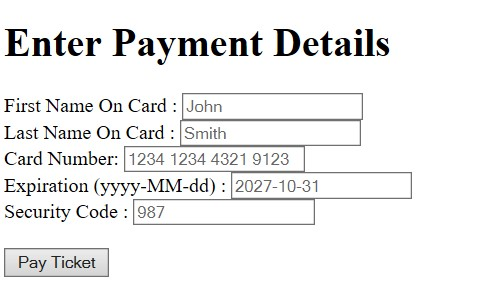 Enter Payment Details
First Name On Card : John
Last Name On Card : Smith
Card Number: 1234 1234 4321 9123
Expiration (yyyy-MM-dd) : 2027-10-31
Security Code : 987
Pay Ticket